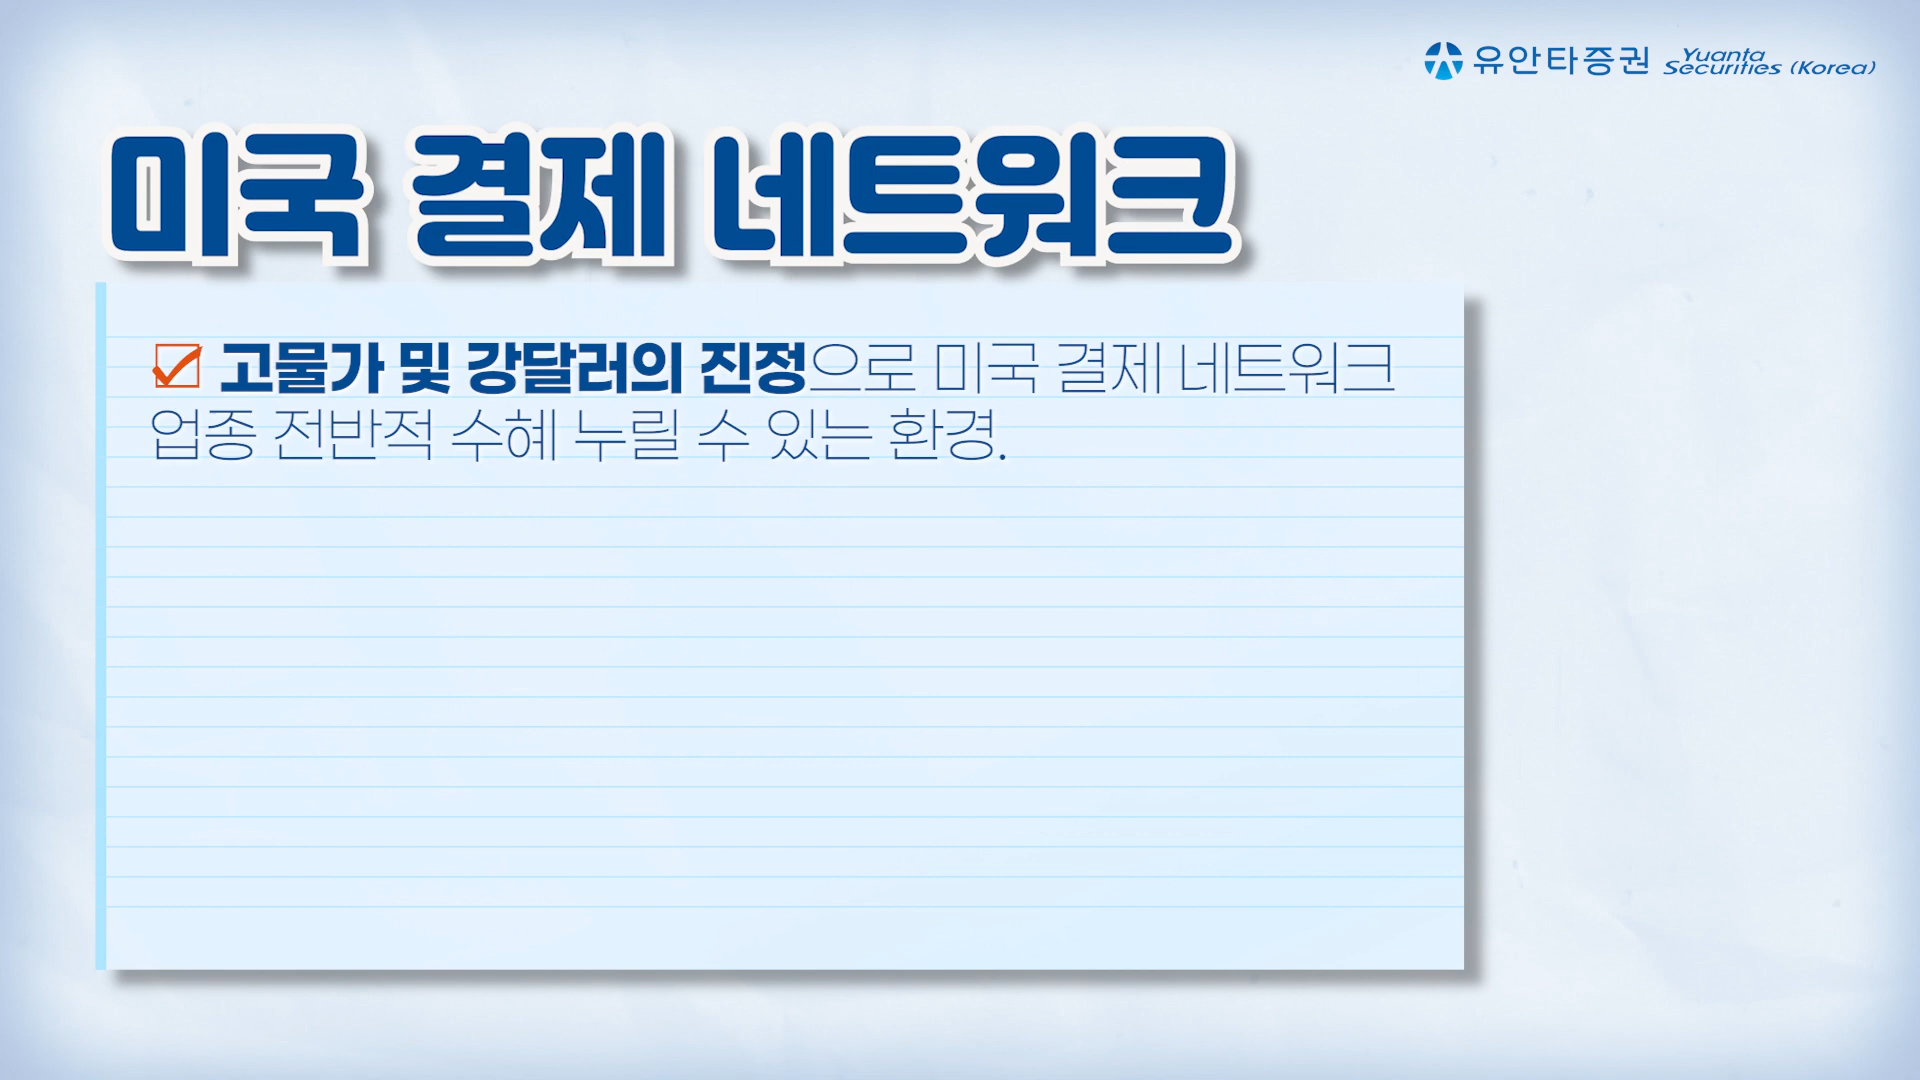 유안타증권 Yuanta Securities (Korea)
미국 결제 네트워크
고물가 및 강달러의 진정으로 미국 결제 네트워크
업종 전반적 수혜 누릴 수 있는 환경.